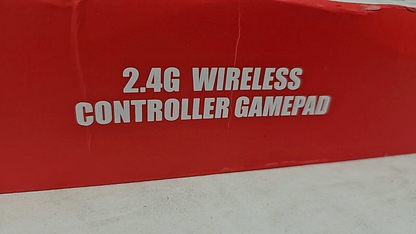 2.4G WIRELESS
CONTROLLER GAMEPAD